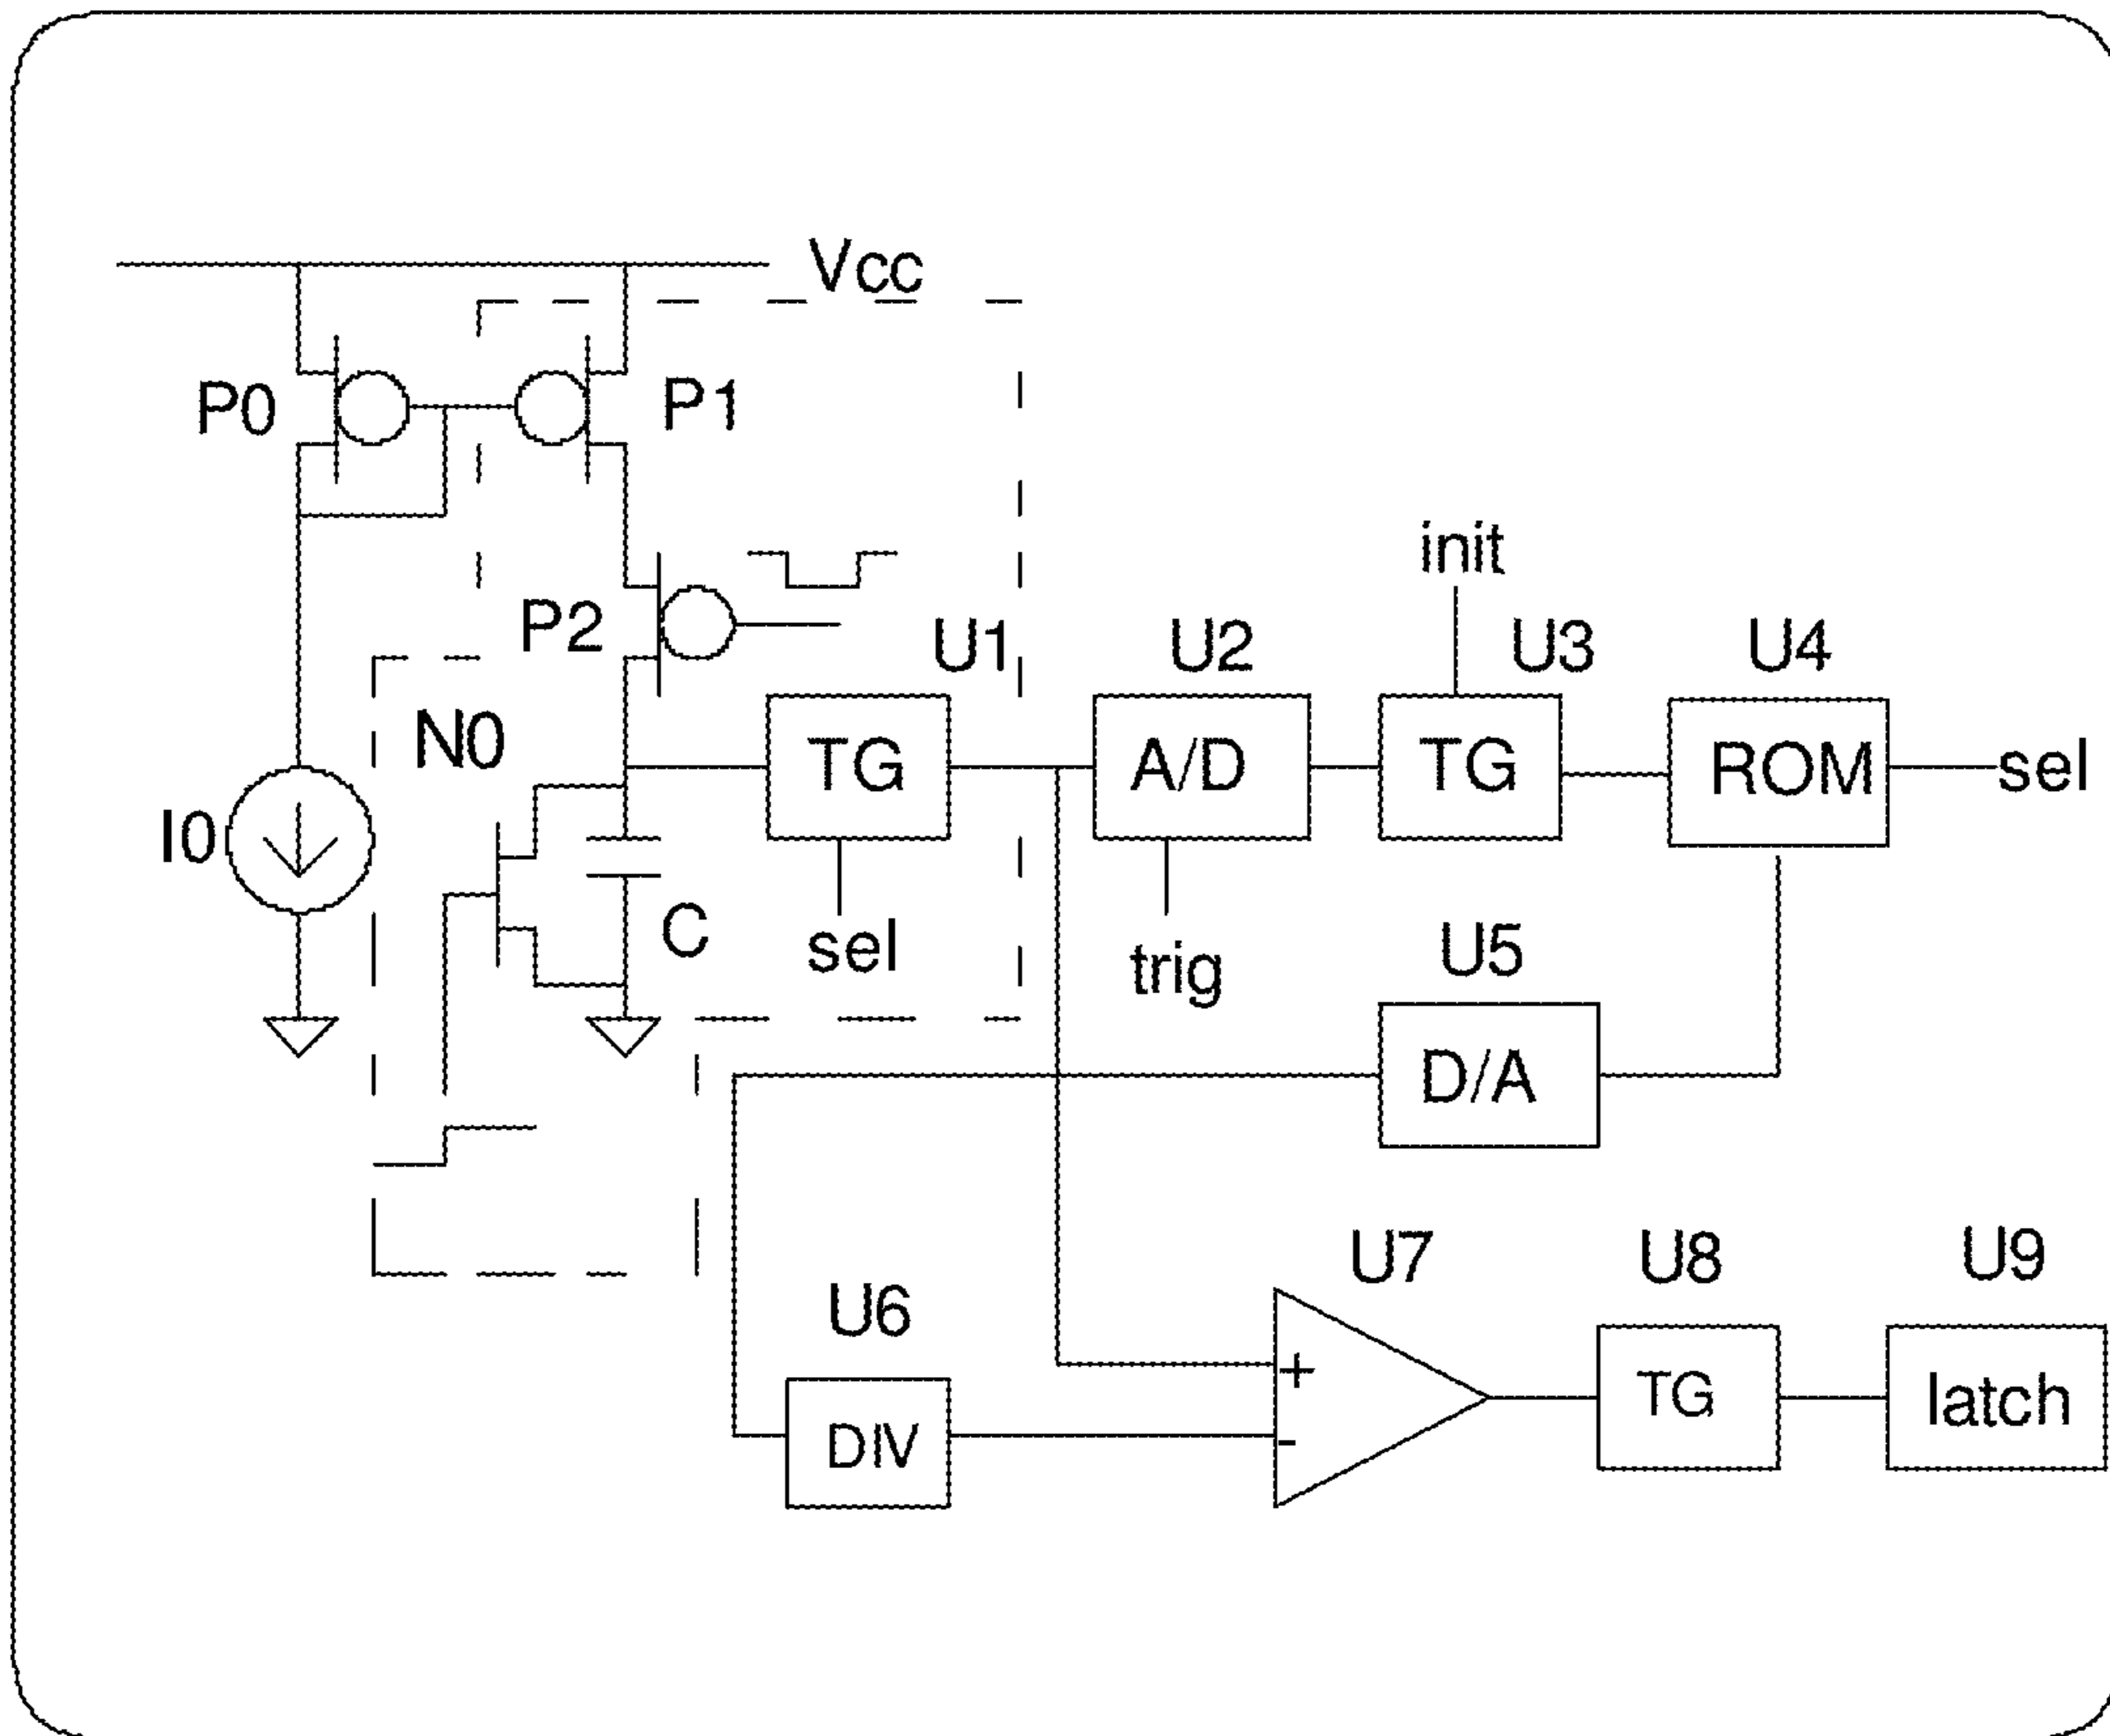 Vcc
P0
P1
init
P2
U1
U2
U3
U4
N0
TG
A/D
TG
ROM
sel
I0
C
sel
trig
U5
D/A
U7
U8
U9
U6
+
TG
latch
DIV
-